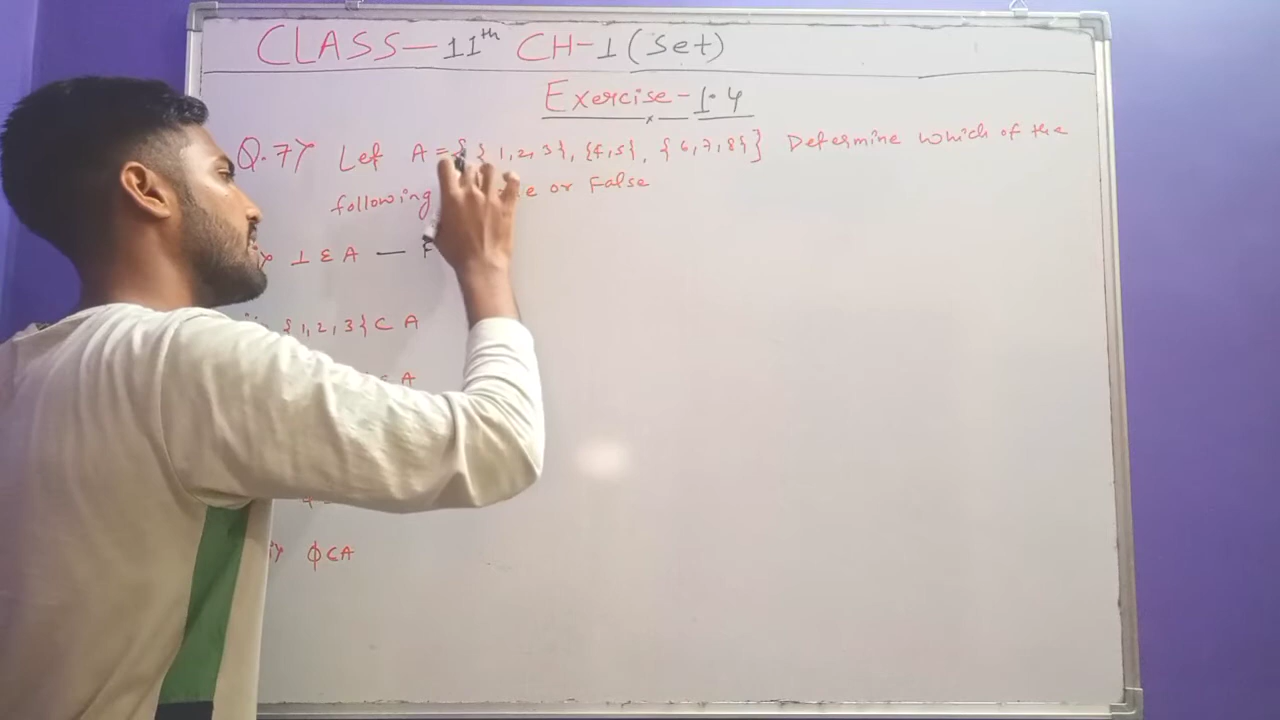 CLASS-11th CH-1 (Set)
Exercise-1.4
Q.7> Let A = { { 1, 2, 3}, {4,5}, { 6,7,8} } Determine which of the
following or False
1 ε A — F
{1, 2, 3} ⊂ A
A
ϕ⊂A